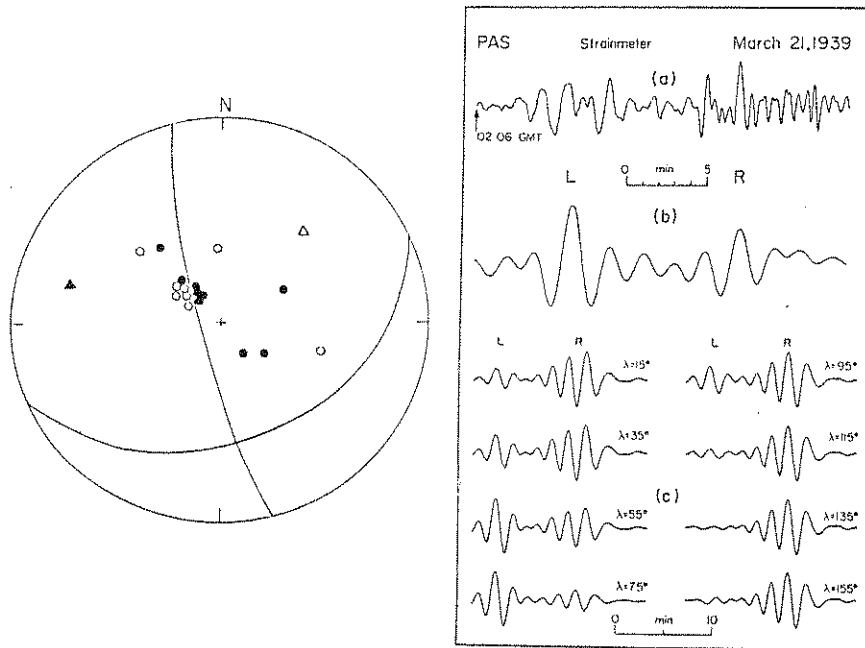 N
PAS Strainmeter March 21, 1939
(a)
02 06 GMT
0 min 5
L R
(b)
L R L R
λ=15° λ=95°
λ=35° λ=115°
(c)
λ=55° λ=135°
λ=75° λ=155°
0 min 10